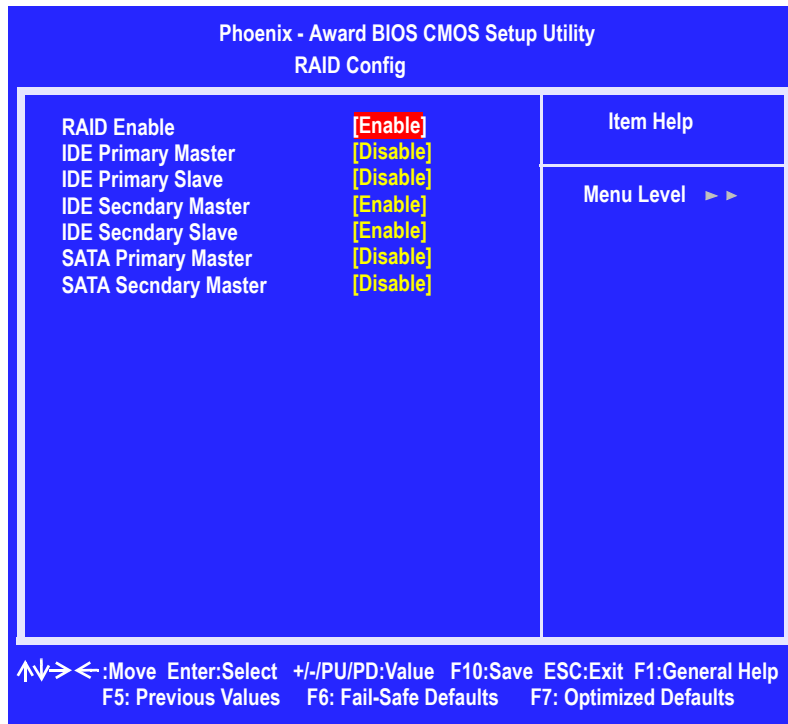 Phoenix - Award BIOS CMOS Setup Utility
RAID Config
RAID Enable [Enable]
IDE Primary Master [Disable]
IDE Primary Slave [Disable]
IDE Secndary Master [Enable]
IDE Secndary Slave [Enable]
SATA Primary Master [Disable]
SATA Secndary Master [Disable]
Item Help
Menu Level ►►
↑↓→←:Move Enter:Select +/-/PU/PD:Value F10:Save ESC:Exit F1:General Help
F5: Previous Values F6: Fail-Safe Defaults F7: Optimized Defaults